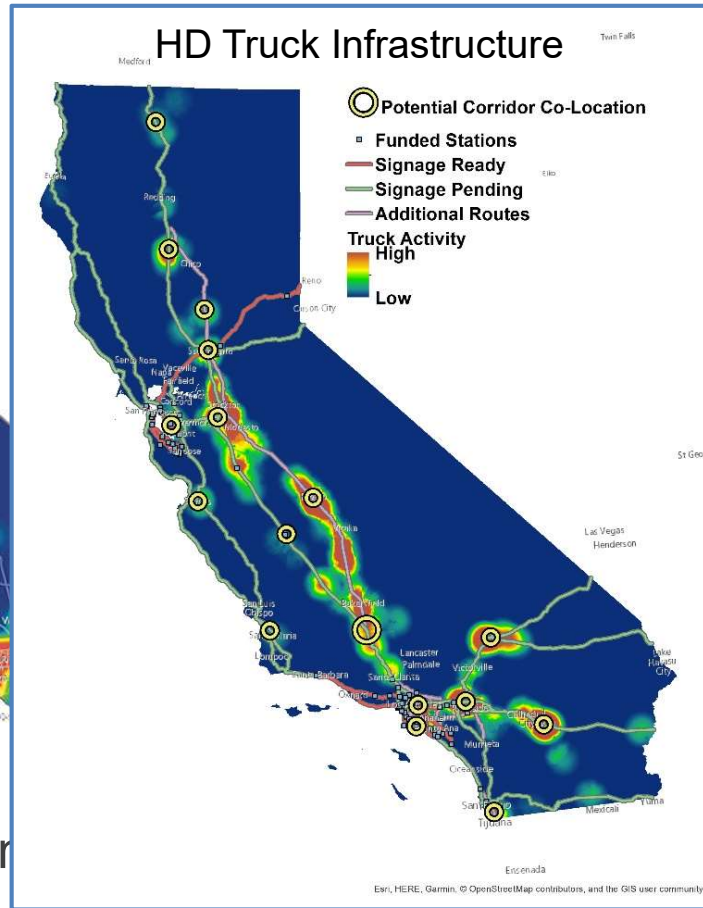 HD Truck Infrastructure
Twin Falls
Medford
Potential Corridor Co-Location
Funded Stations
Signage Ready
Eureka
Elko
Signage Pending
Redding
Additional Routes
Truck Activity
High
Chico
Reno
Low
Carson City
Santa Rosa
Vacaville
Napa
Fairfield
Concord
Modesto
St Geo
Las Vegas
Henderson
San Luis
Obispo
Bakersfield
Santa Maria
Lancaster
Lompoc
Palmdale
Victorville
Lake
Havasu
City
Santa Barbara
Oxnard
Murrieta
Oceanside
San Diego
Yuma
Mexicali
Tijuana
Ensenada
Esri, HERE, Garmin, © OpenStreetMap contributors, and the GIS user community